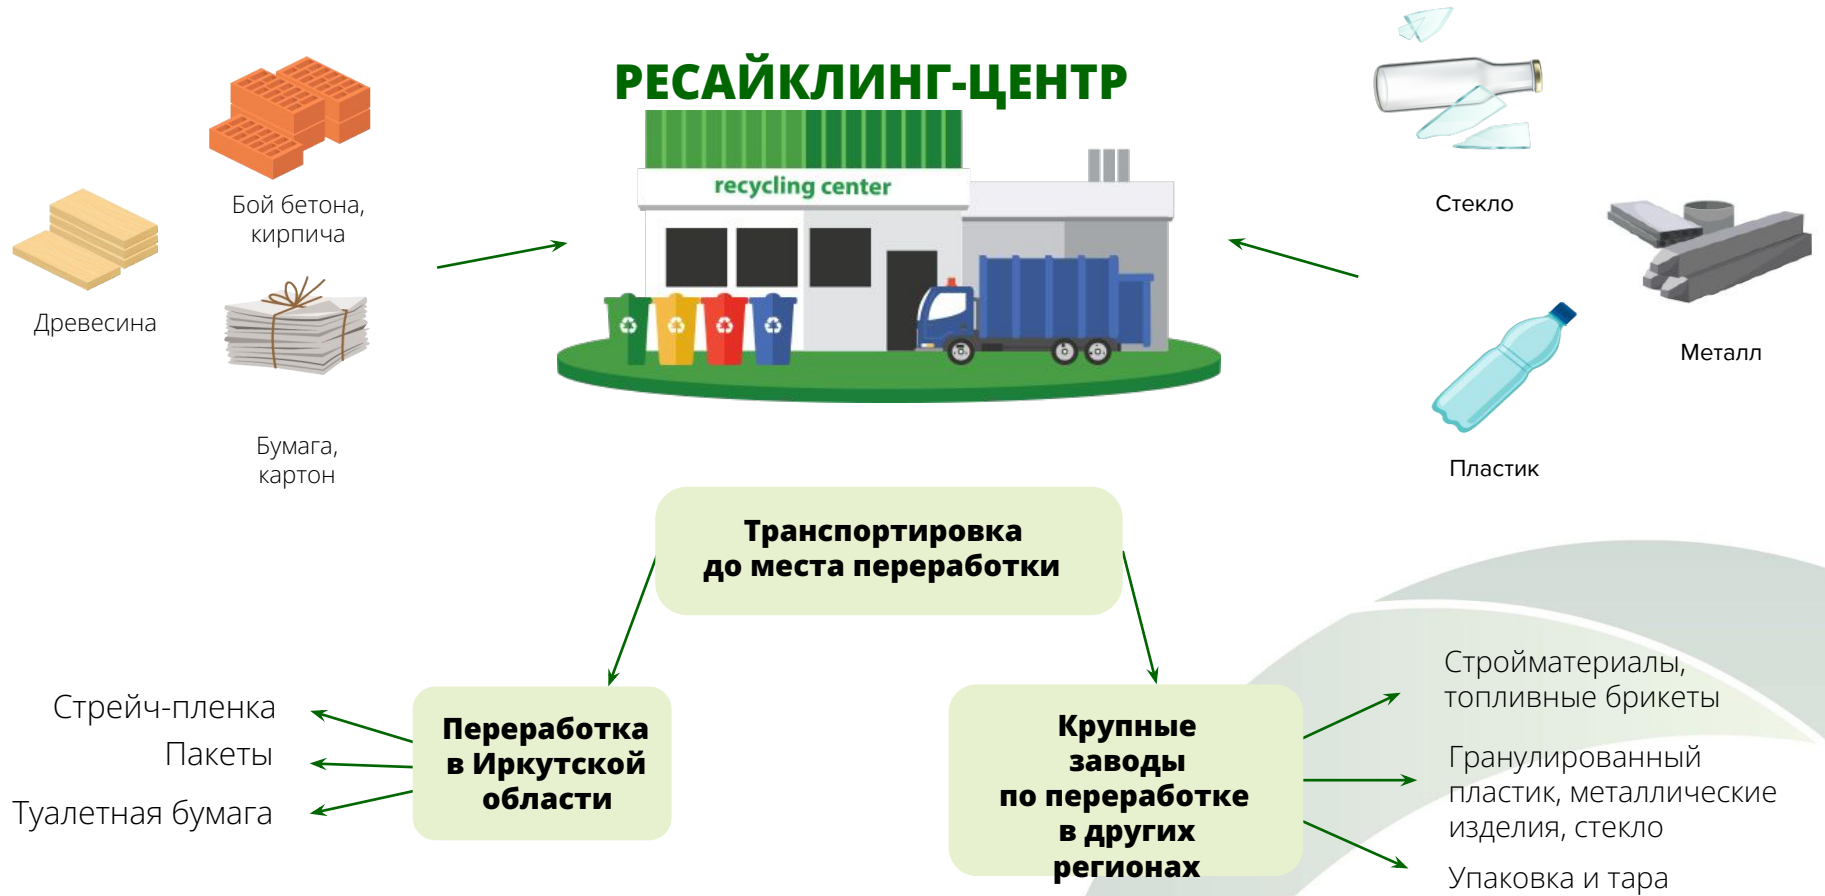 РЕСАЙКЛИНГ-ЦЕНТР
recycling center
Бой бетона,
кирпича
Древесина
Бумага,
картон
Стекло
Металл
Пластик
Транспортировка
до места переработки
Переработка
в Иркутской
области
Стрейч-пленка
Пакеты
Туалетная бумага
Крупные
заводы
по переработке
в других
регионах
Стройматериалы,
топливные брикеты
Гранулированный
пластик, металлические
изделия, стекло
Упаковка и тара